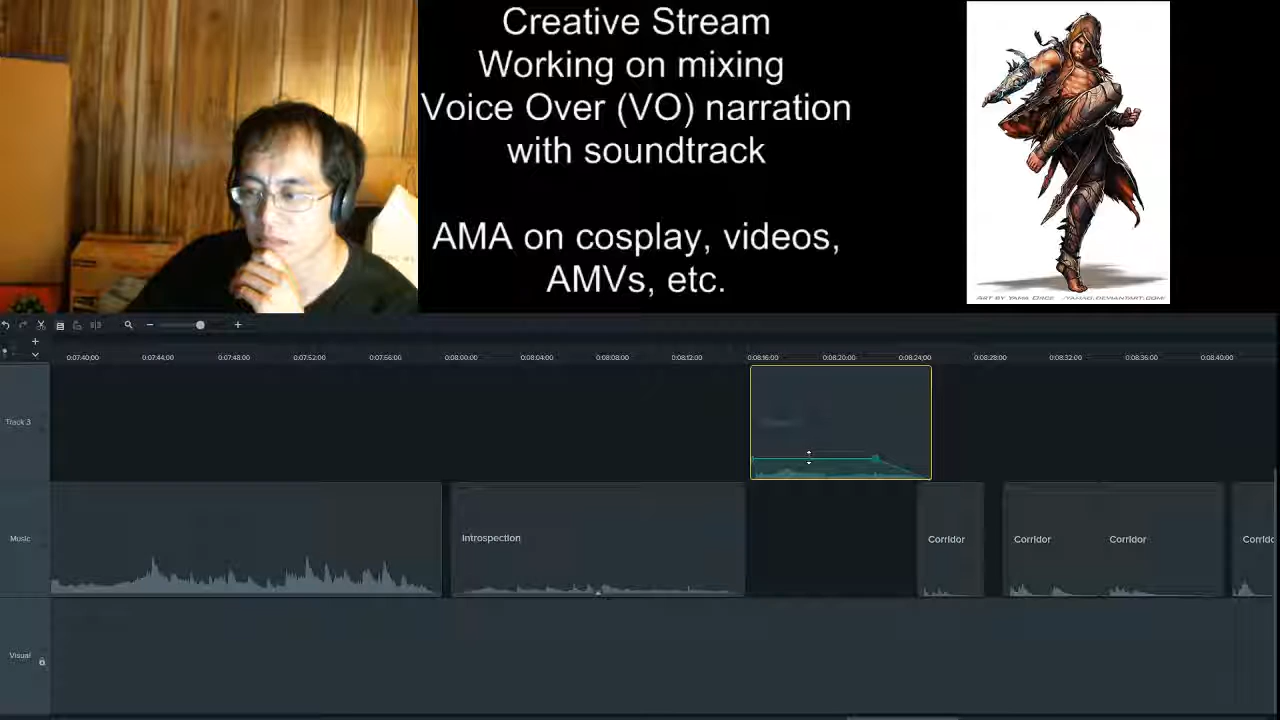 Creative Stream
Working on mixing
Voice Over (VO) narration
with soundtrack
AMA on cosplay, videos,
AMVs, etc.
0:07:40;00 0:07:44;00 0:07:48;00 0:07:52;00 0:07:56;00 0:08:00;00 0:08:04;00 0:08:08;00 0:08:12;00 0:08:16;00 0:08:20;00 0:08:24;00 0:08:28;00 0:08:32;00 0:08:36;00 0:08:40;00
Track 3
Music
Introspection
Corridor
Corridor
Corridor
Visual